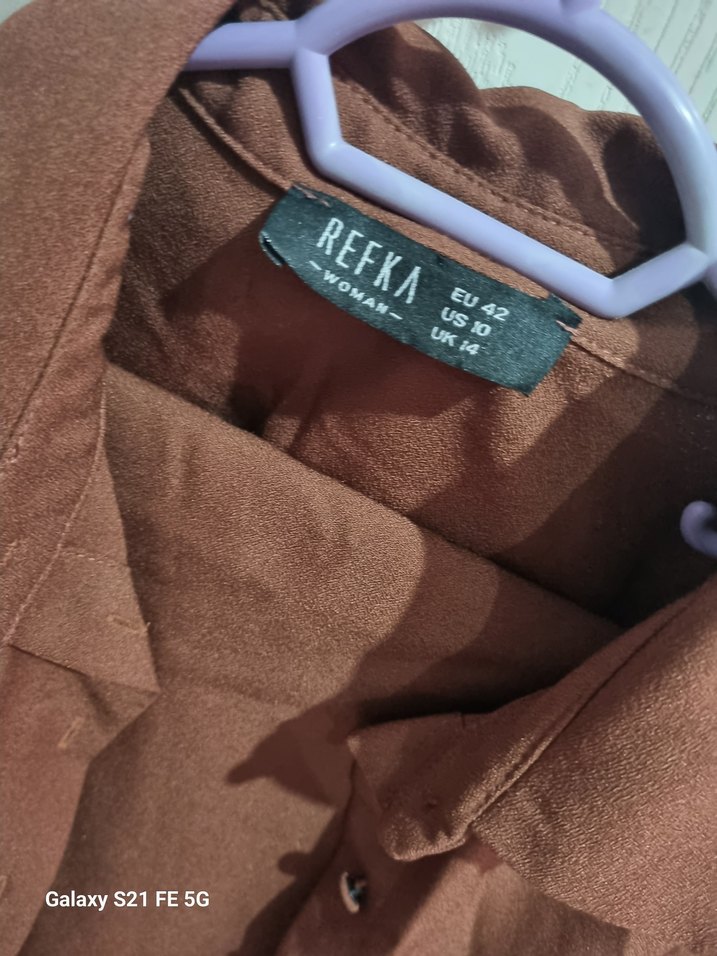 REFKA
–WOMAN–
EU 42
US 10
UK 14
Galaxy S21 FE 5G